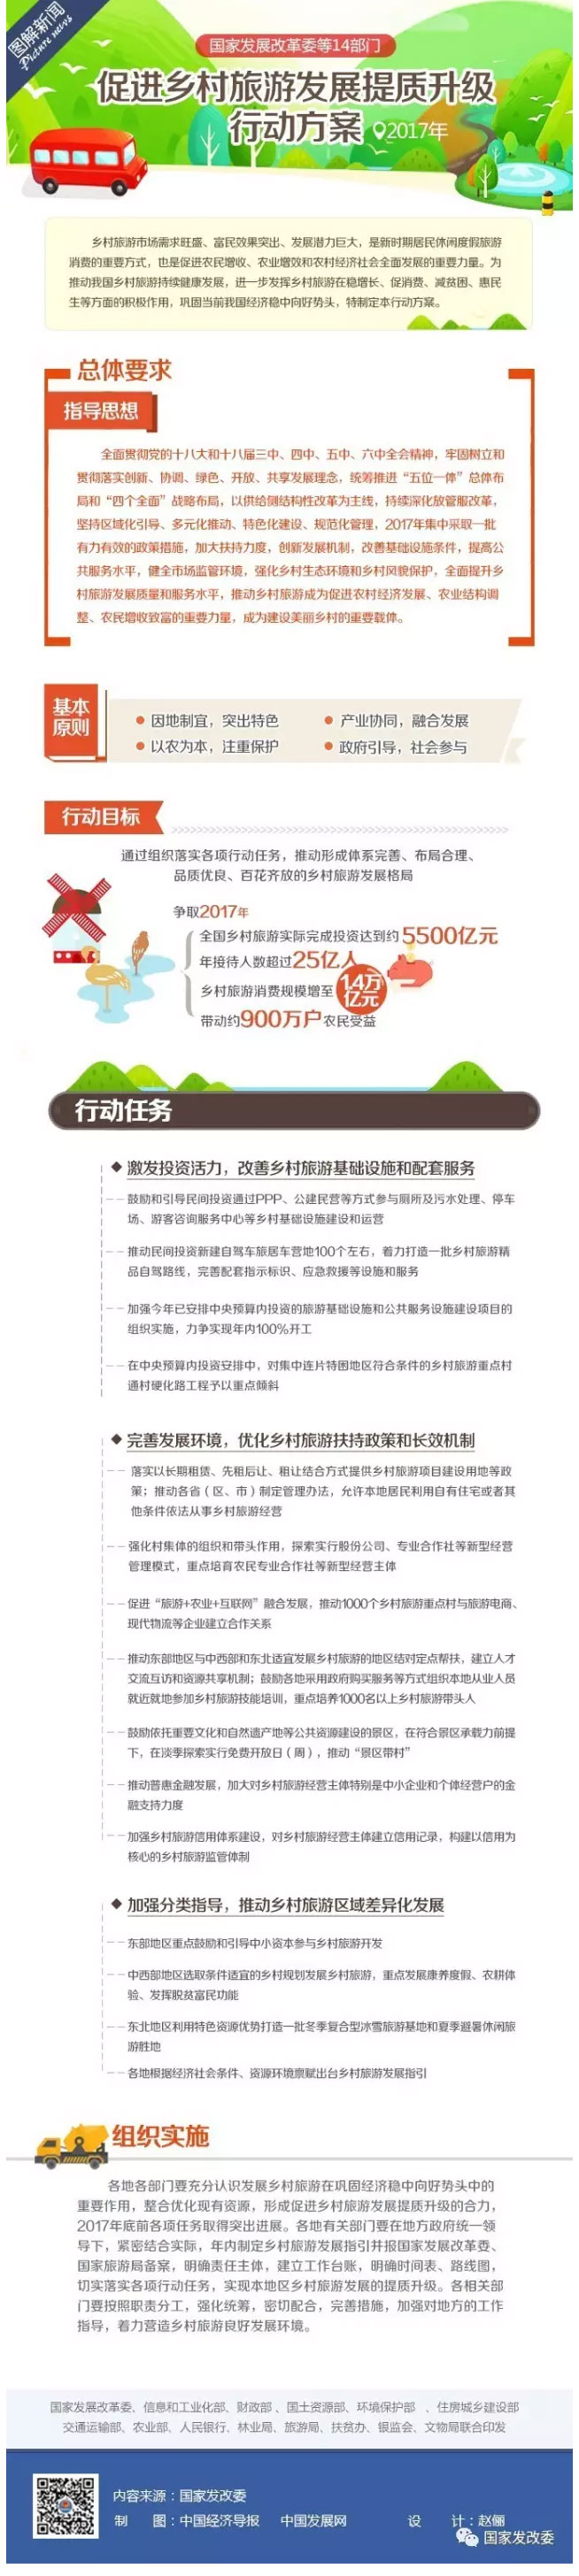 图解新闻
Picture news
国家发展改革委等14部门
促进乡村旅游发展提质升级
行动方案 2017年
乡村旅游市场需求旺盛、富民效果突出、发展潜力巨大，是新时期居民休闲度假旅游
消费的重要方式，也是促进农民增收、农业增效和农村经济社会全面发展的重要力量。为
推动我国乡村旅游持续健康发展，进一步发挥乡村旅游在稳增长、促消费、减贫困、惠民
生等方面的积极作用，巩固当前我国经济稳中向好势头，特制定本行动方案。
总体要求
指导思想
全面贯彻党的十八大和十八届三中、四中、五中、六中全会精神，牢固树立和
贯彻落实创新、协调、绿色、开放、共享发展理念，统筹推进“五位一体”总体布
局和“四个全面”战略布局，以供给侧结构性改革为主线，持续深化放管服改革，
坚持区域化引导、多元化推动、特色化建设、规范化管理，2017年集中采取一批
有力有效的政策措施，加大扶持力度，创新发展机制，改善基础设施条件，提高公
共服务水平，健全市场监管环境，强化乡村生态环境和乡村风貌保护，全面提升乡
村旅游发展质量和服务水平，推动乡村旅游成为促进农村经济发展、农业结构调
整、农民增收致富的重要力量，成为建设美丽乡村的重要载体。
基本
原则
因地制宜，突出特色
产业协同，融合发展
以农为本，注重保护
政府引导，社会参与
行动目标
通过组织落实各项行动任务，推动形成体系完善、布局合理、
品质优良、百花齐放的乡村旅游发展格局
争取2017年
全国乡村旅游实际完成投资达到约5500亿元
年接待人数超过25亿人
乡村旅游消费规模增至1.4万亿元
带动约900万户农民受益
行动任务
激发投资活力，改善乡村旅游基础设施和配套服务
鼓励和引导民间投资通过PPP、公建民营等方式参与厕所及污水处理、停车
场、游客咨询服务中心等乡村基础设施建设和运营
推动民间投资新建自驾车旅居车营地100个左右，着力打造一批乡村旅游精
品自驾路线，完善配套指示标识、应急救援等设施和服务
加强今年已安排中央预算内投资的旅游基础设施和公共服务设施建设项目的
组织实施，力争实现年内100%开工
在中央预算内投资安排中，对集中连片特困地区符合条件的乡村旅游重点村
通村硬化路工程予以重点倾斜
完善发展环境，优化乡村旅游扶持政策和长效机制
落实以长期租赁、先租后让、租让结合方式提供乡村旅游项目建设用地等政
策；推动各省（区、市）制定管理办法，允许本地居民利用自有住宅或者其
他条件依法从事乡村旅游经营
强化村集体的组织和带头作用，探索实行股份公司、专业合作社等新型经营
管理模式，重点培育农民专业合作社等新型经营主体
促进“旅游+农业+互联网”融合发展，推动1000个乡村旅游重点村与旅游电商、
现代物流等企业建立合作关系
推动东部地区与中西部和东北适宜发展乡村旅游的地区结对定点帮扶，建立人才
交流互访和资源共享机制；鼓励各地采用政府购买服务等方式组织本地从业人员
就近就地参加乡村旅游技能培训，重点培养1000名以上乡村旅游带头人
鼓励依托重要文化和自然遗产地等公共资源建设的景区，在符合景区承载力前提
下，在淡季探索实行免费开放日（周），推动“景区带村”
推动普惠金融发展，加大对乡村旅游经营主体特别是中小企业和个体经营户的金
融支持力度
加强乡村旅游信用体系建设，对乡村旅游经营主体建立信用记录，构建以信用为
核心的乡村旅游监管体制
加强分类指导，推动乡村旅游区域差异化发展
东部地区重点鼓励和引导中小资本参与乡村旅游开发
中西部地区选取条件适宜的乡村规划发展乡村旅游，重点发展康养度假、农耕体
验、发挥脱贫富民功能
东北地区利用特色资源优势打造一批冬季复合型冰雪旅游基地和夏季避暑休闲旅
游胜地
各地根据经济社会条件、资源环境禀赋出台乡村旅游发展指引
组织实施
各地各部门要充分认识发展乡村旅游在巩固经济稳中向好势头中的
重要作用，整合优化现有资源，形成促进乡村旅游发展提质升级的合力，
2017年底前各项任务取得突出进展。各地有关部门要在地方政府统一领
导下，紧密结合实际，年内制定乡村旅游发展指引并报国家发展改革委、
国家旅游局备案，明确责任主体，建立工作台账，明确时间表、路线图，
切实落实各项行动任务，实现本地区乡村旅游发展的提质升级。各相关部
门要按照职责分工，强化统筹，密切配合，完善措施，加强对地方的工作
指导，着力营造乡村旅游良好发展环境。
国家发展改革委、信息和工业化部、财政部、国土资源部、环境保护部 、住房城乡建设部
交通运输部、农业部、人民银行、林业局、旅游局、扶贫办、银监会、文物局联合印发
内容来源：国家发改委
制 图：中国经济导报 中国发展网 设 计：赵俪
国家发改委